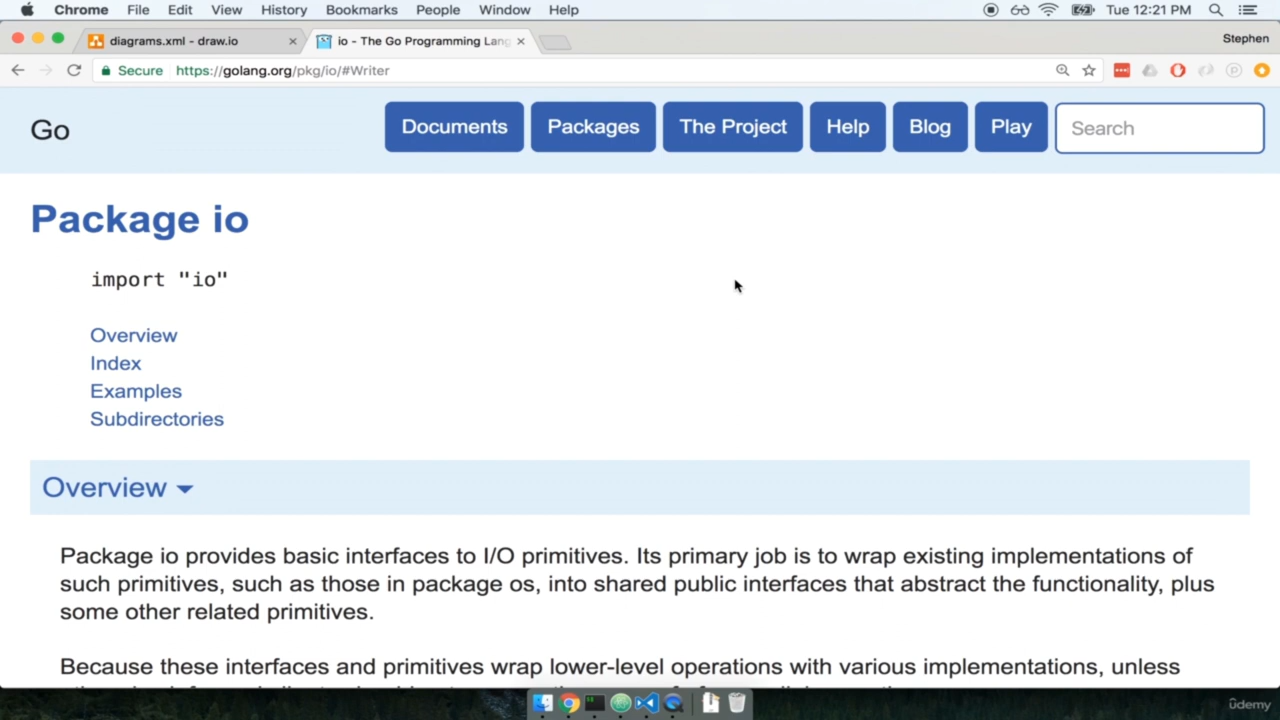 Chrome File Edit View History Bookmarks People Window Help Tue 12:21 PM
diagrams.xml - draw.io io - The Go Programming Lang Stephen
Secure https://golang.org/pkg/io/#Writer
Go Documents Packages The Project Help Blog Play Search
Package io
import "io"
Overview
Index
Examples
Subdirectories
Overview
Package io provides basic interfaces to I/O primitives. Its primary job is to wrap existing implementations of
such primitives, such as those in package os, into shared public interfaces that abstract the functionality, plus
some other related primitives.
Because these interfaces and primitives wrap lower-level operations with various implementations, unless
ûdemy